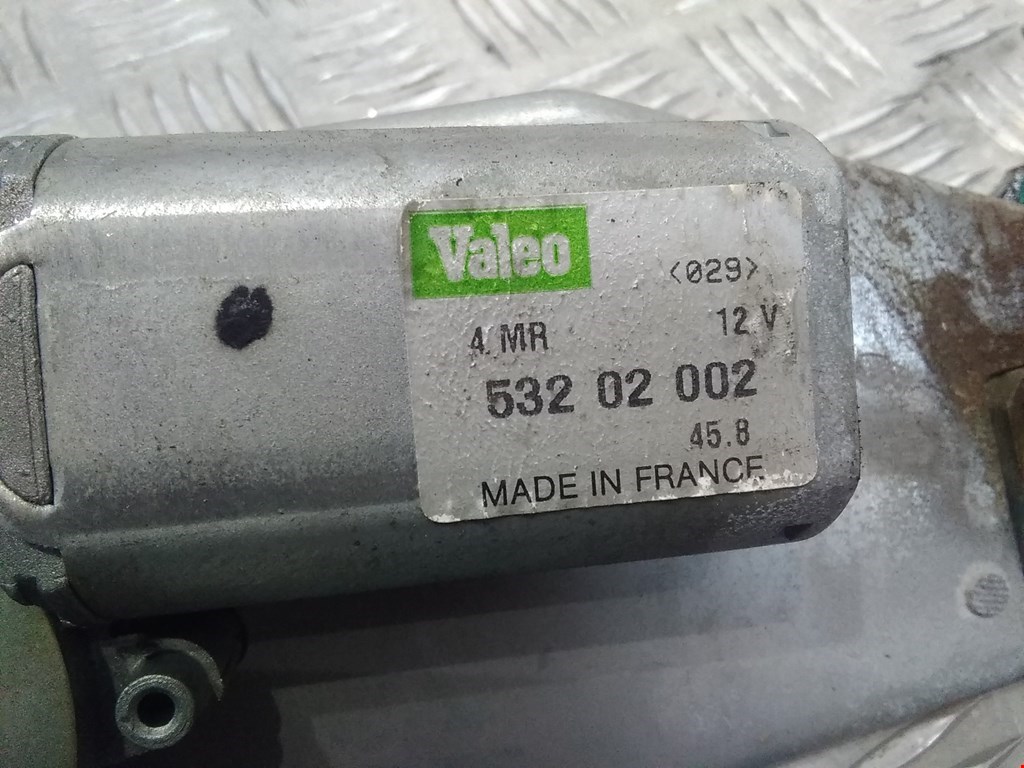 Valeo
<029>
4 MR 12 V
532 02 002
45.8
MADE IN FRANCE